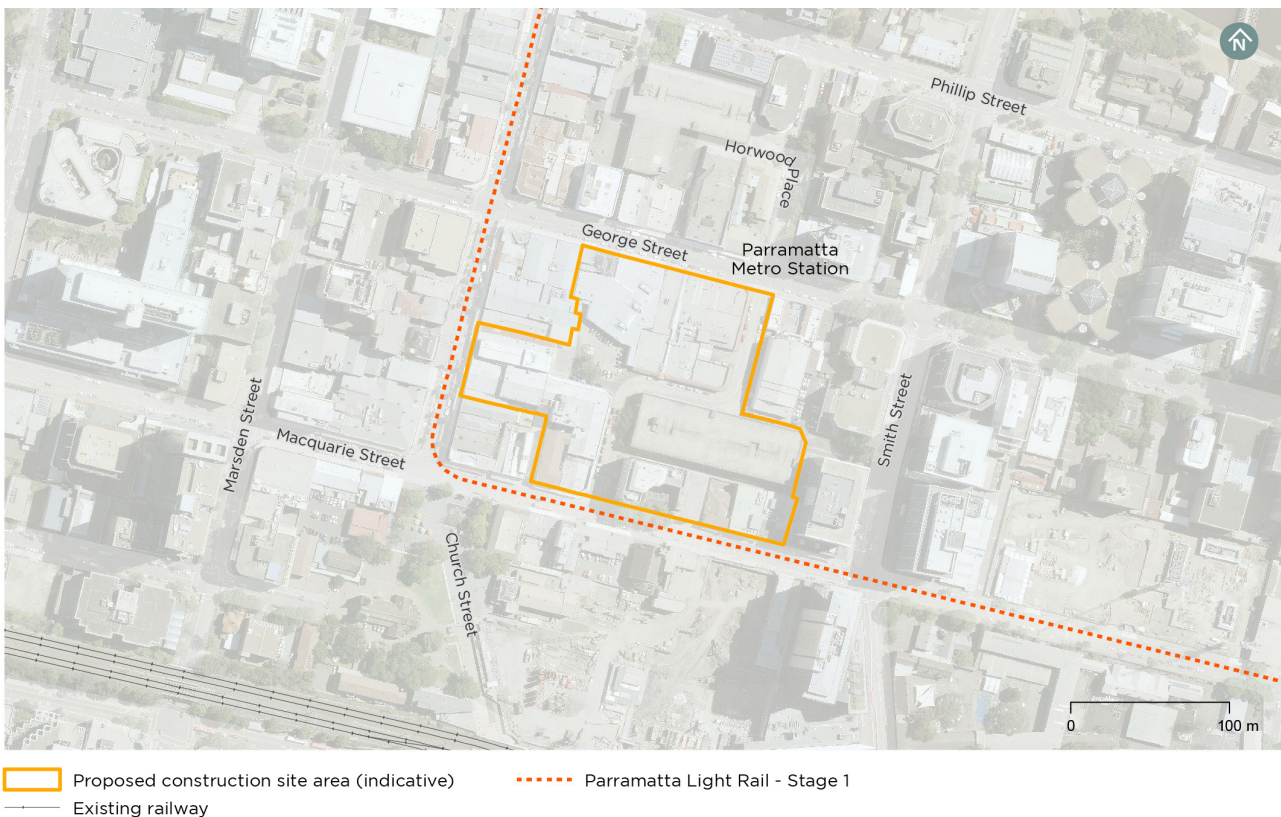 N
Phillip Street
Horwood
Place
George Street
Parramatta
Metro Station
Smith Street
Marsden Street
Macquarie Street
Church Street
0
100 m
Proposed construction site area (indicative)
Parramatta Light Rail - Stage 1
Existing railway